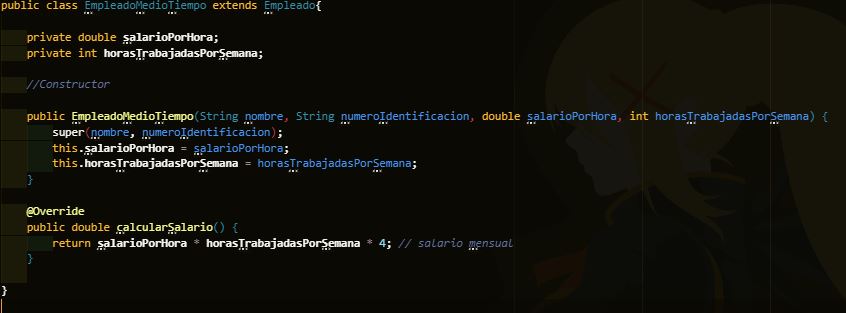 public class EmpleadoMedioTiempo extends Empleado{
private double salarioPorHora;
private int horasTrabajadasPorSemana;
//Constructor
public EmpleadoMedioTiempo(String nombre, String numeroIdentificacion, double salarioPorHora, int horasTrabajadasPorSemana) {
super(nombre, numeroIdentificacion);
this.salarioPorHora = salarioPorHora;
this.horasTrabajadasPorSemana = horasTrabajadasPorSemana;
}
@Override
public double calcularSalario() {
return salarioPorHora * horasTrabajadasPorSemana * 4; // salario mensual
}
}